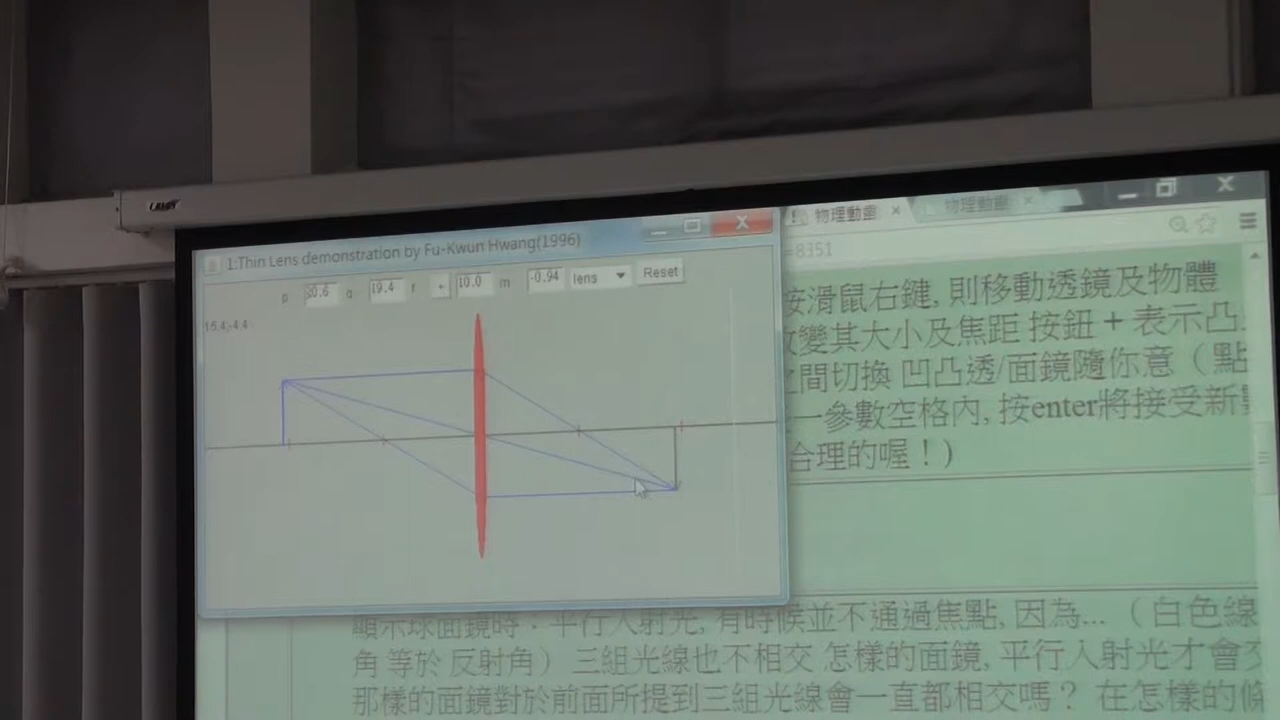 1:Thin Lens demonstration by Fu-Kwun Hwang(1996)
p 20.6 q 19.4 f + 10.0 m -0.94 lens Reset
15.4,-4.4
物理動畫 × 物理動畫 ×
=8351
按滑鼠右鍵, 則移動透鏡及物體
改變其大小及焦距 按鈕 + 表示凸
之間切換 凹凸透/面鏡隨你意（點
一參數空格內, 按enter將接受新
合理的喔！)
顯示球面鏡時：平行入射光, 有時候並不通過焦點, 因為...（白色線
角 等於 反射角） 三組光線也不相交 怎樣的面鏡, 平行入射光才會
那樣的面鏡對於前面所提到三組光線會一直都相交嗎？ 在怎樣的條